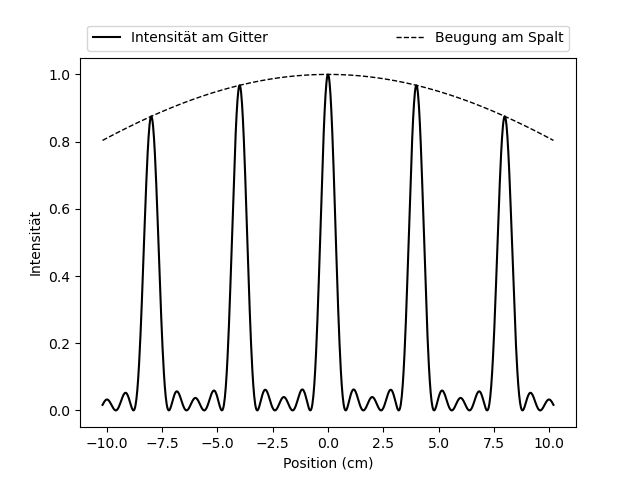 Intensität am Gitter
Beugung am Spalt
1.0
0.8
0.6
0.4
0.2
0.0
Intensität
−10.0 −7.5 −5.0 −2.5 0.0 2.5 5.0 7.5 10.0
Position (cm)